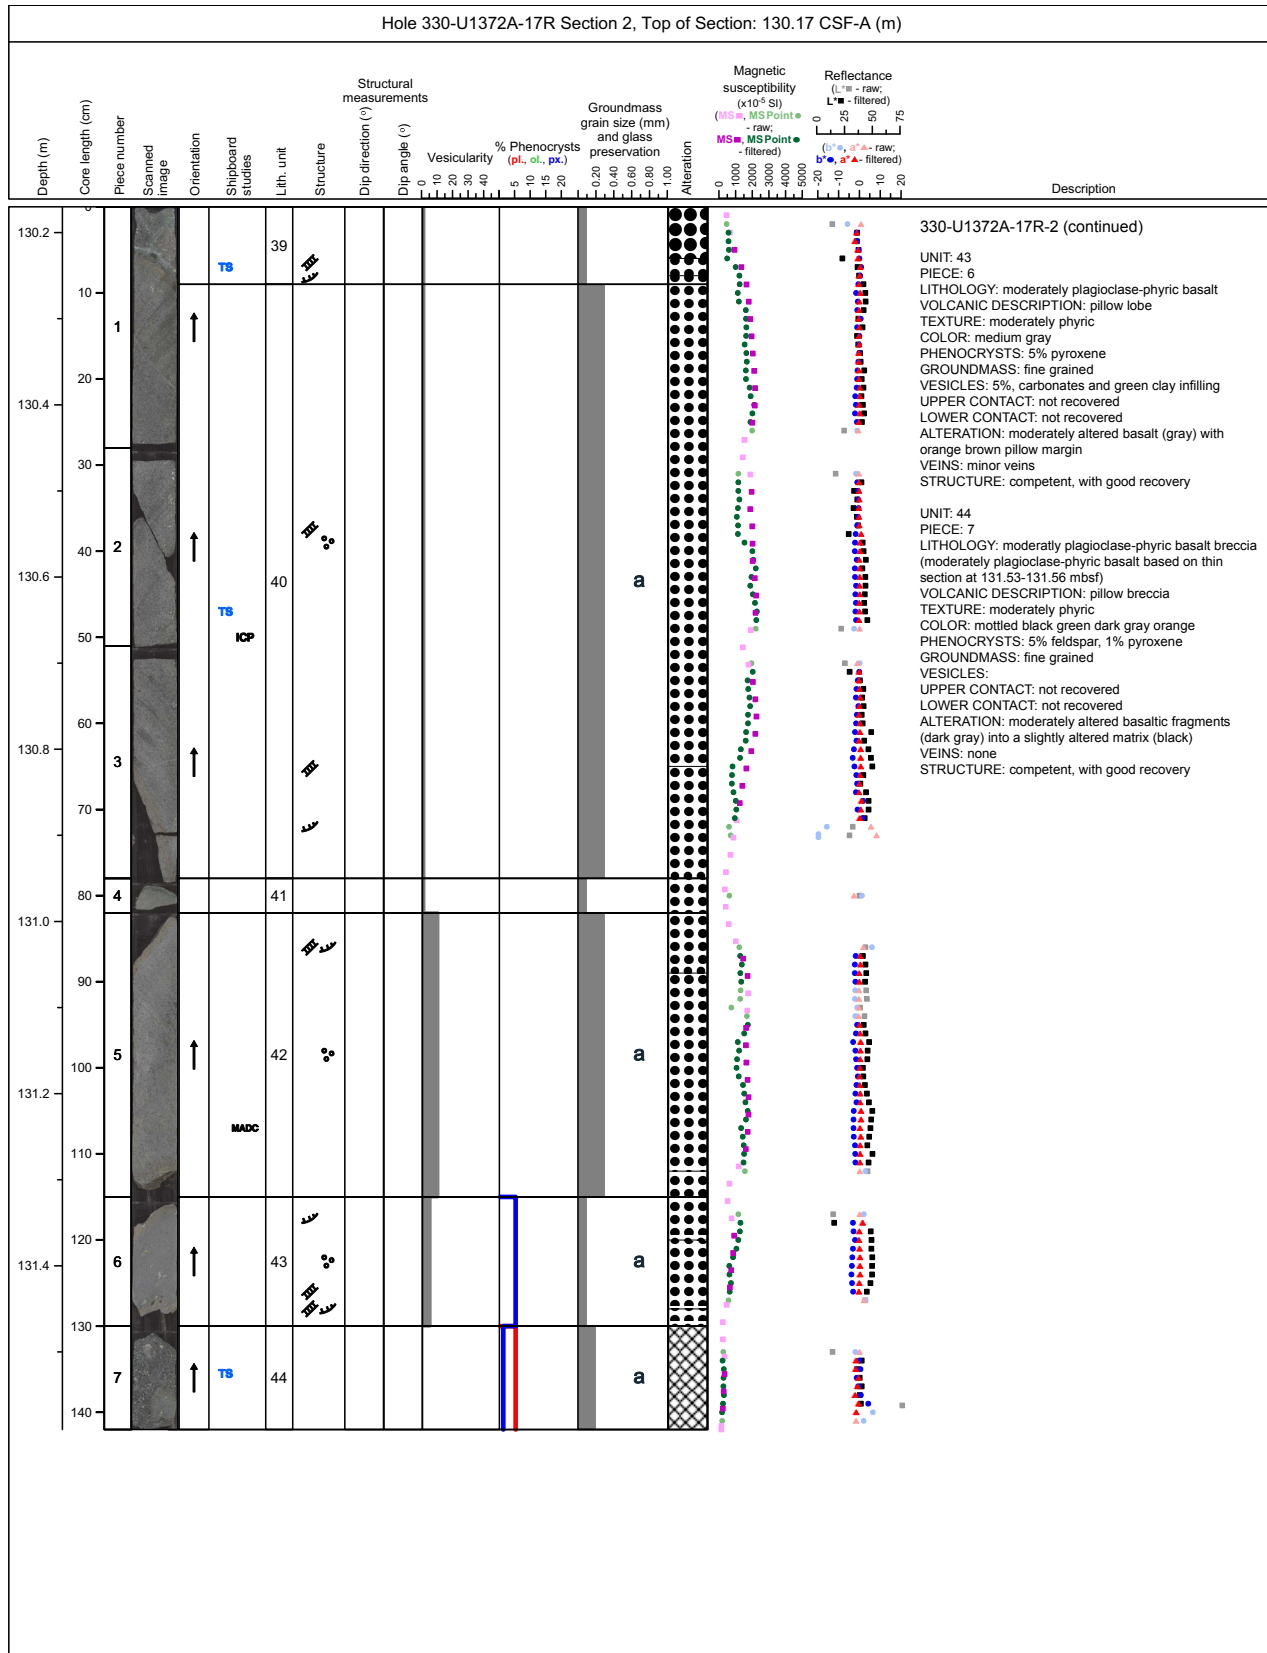 Hole 330-U1372A-17R Section 2, Top of Section: 130.17 CSF-A (m)
Depth (m)
Core length (cm)
Piece number
Scanned
image
Orientation
Shipboard
studies
Lith. unit
Structure
Structural
measurements
Dip direction (°)
Dip angle (°)
Vesicularity
0 10 20 30 40
% Phenocrysts
(pl., ol., px.)
5 10 15 20
Groundmass
grain size (mm)
and glass
preservation
0.20 0.40 0.60 0.80 1.00
Alteration
Magnetic
susceptibility
(x10-5 SI)
(MS■, MSPoint●
- raw;
MS■, MSPoint●
- filtered)
0 1000 2000 3000 4000 5000
Reflectance
(L*■ - raw;
L*■ - filtered)
0 25 50 75
(b*●, a*▲- raw;
b*●, a*▲- filtered)
-20 -10 0 10 20
Description
0
130.2
39
TS
10
1
20
130.4
30
2
40
130.6
40
a
TS
ICP
50
60
130.8
3
70
80
4
41
131.0
90
5
42
a
100
131.2
MADC
110
120
131.4
6
43
a
130
7
TS
44
a
140
330-U1372A-17R-2 (continued)
UNIT: 43
PIECE: 6
LITHOLOGY: moderately plagioclase-phyric basalt
VOLCANIC DESCRIPTION: pillow lobe
TEXTURE: moderately phyric
COLOR: medium gray
PHENOCRYSTS: 5% pyroxene
GROUNDMASS: fine grained
VESICLES: 5%, carbonates and green clay infilling
UPPER CONTACT: not recovered
LOWER CONTACT: not recovered
ALTERATION: moderately altered basalt (gray) with
orange brown pillow margin
VEINS: minor veins
STRUCTURE: competent, with good recovery
UNIT: 44
PIECE: 7
LITHOLOGY: moderatly plagioclase-phyric basalt breccia
(moderately plagioclase-phyric basalt based on thin
section at 131.53-131.56 mbsf)
VOLCANIC DESCRIPTION: pillow breccia
TEXTURE: moderately phyric
COLOR: mottled black green dark gray orange
PHENOCRYSTS: 5% feldspar, 1% pyroxene
GROUNDMASS: fine grained
VESICLES:
UPPER CONTACT: not recovered
LOWER CONTACT: not recovered
ALTERATION: moderately altered basaltic fragments
(dark gray) into a slightly altered matrix (black)
VEINS: none
STRUCTURE: competent, with good recovery